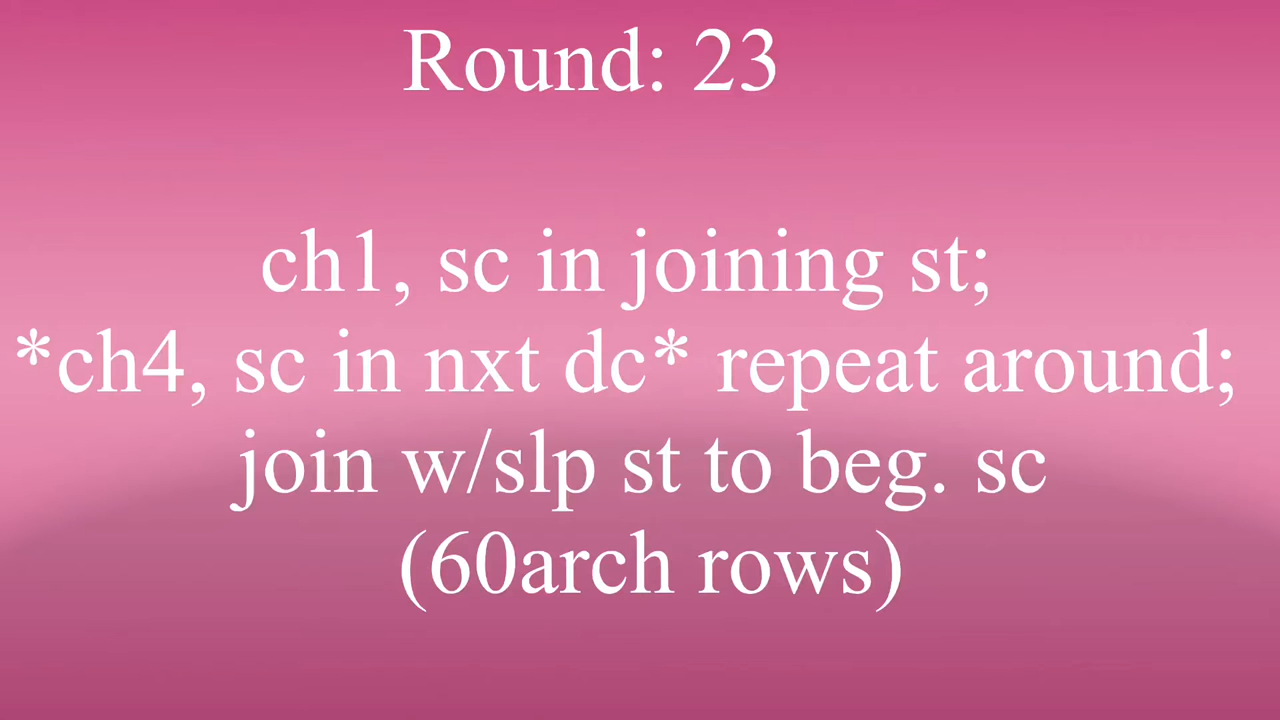 Round: 23
ch1, sc in joining st;
*ch4, sc in nxt dc* repeat around;
join w/slp st to beg. sc
(60arch rows)